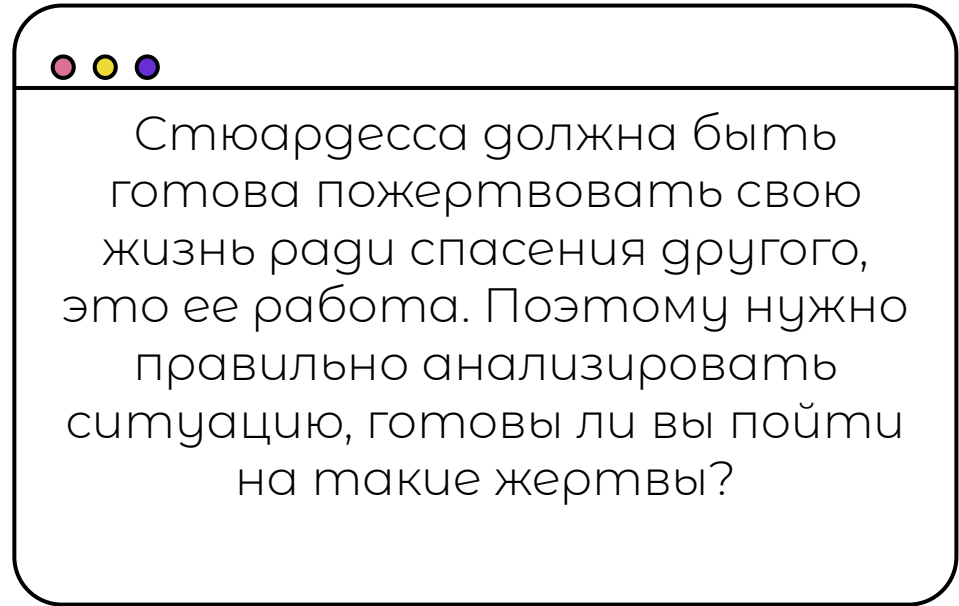 Стюардесса должна быть
готова пожертвовать свою
жизнь ради спасения другого,
это ее работа. Поэтому нужно
правильно анализировать
ситуацию, готовы ли вы пойти
на такие жертвы?